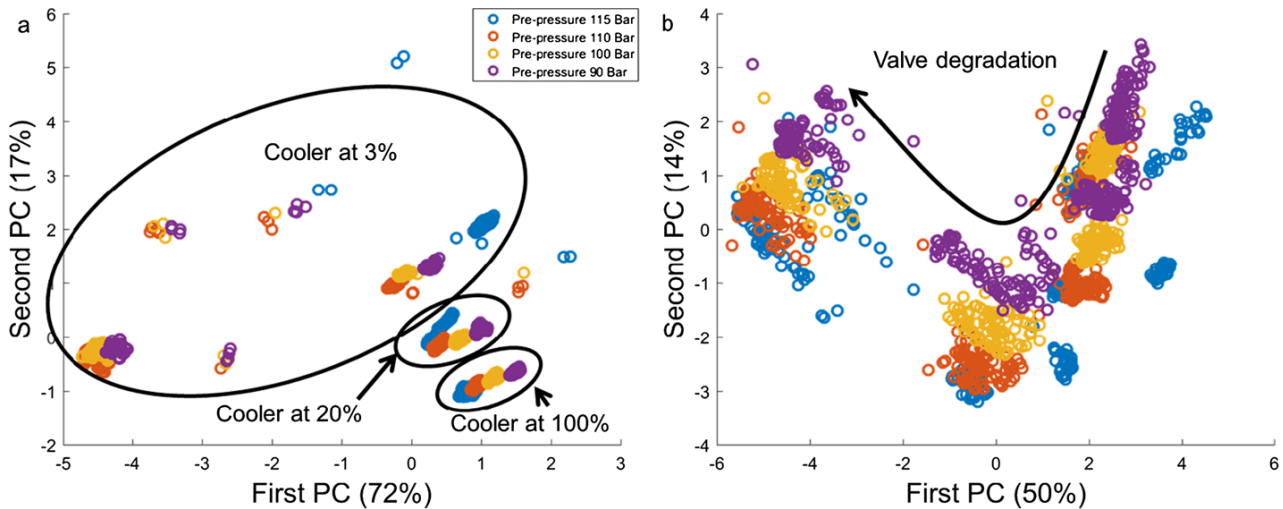 a
6
5
4
3
2
1
0
-1
-2
-5
-4
-3
-2
-1
0
1
2
3
Second PC (17%)
First PC (72%)
Pre-pressure 115 Bar
Pre-pressure 110 Bar
Pre-pressure 100 Bar
Pre-pressure 90 Bar
Cooler at 3%
Cooler at 20%
Cooler at 100%
b
4
3
2
1
0
-1
-2
-3
-4
-6
-4
-2
0
2
4
6
Second PC (14%)
First PC (50%)
Valve degradation